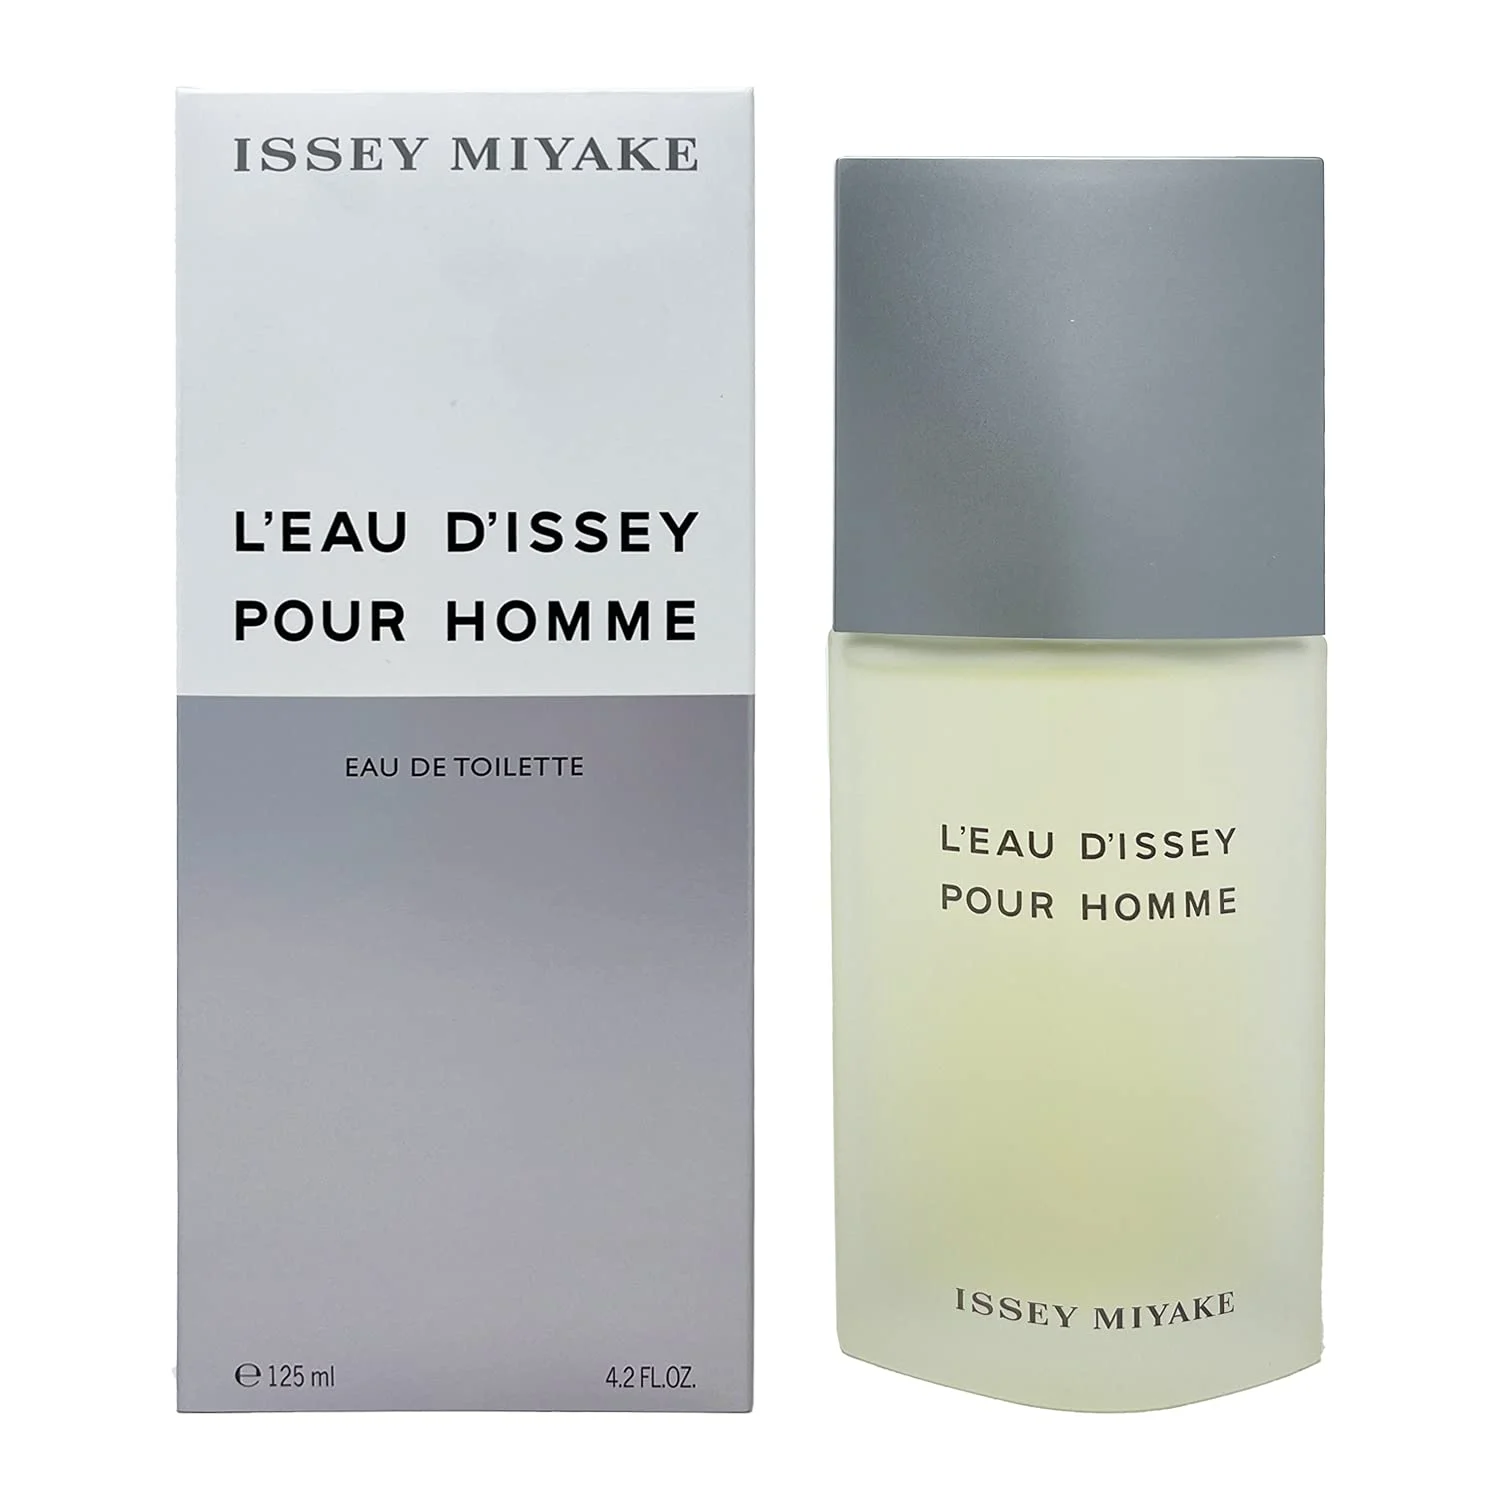 ISSEY MIYAKE
L'EAU D'ISSEY
POUR HOMME
EAU DE TOILETTE
℮ 125 ml
4.2 FL.OZ.
L'EAU D'ISSEY
POUR HOMME
ISSEY MIYAKE